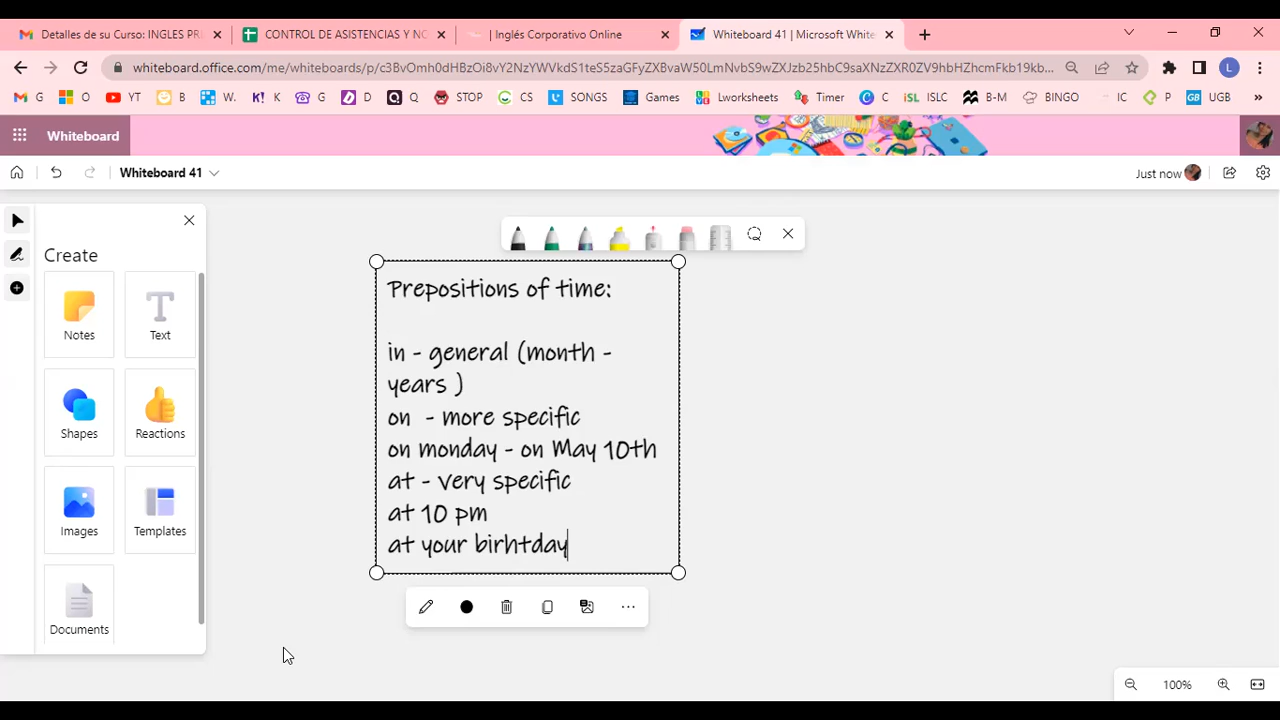 Detalles de su Curso: INGLES PR
CONTROL DE ASISTENCIAS Y NO
| Inglés Corporativo Online
Whiteboard 41 | Microsoft White
whiteboard.office.com/me/whiteboards/p/c3BvOmh0dHBzOi8vY2NzYWVkdS1teS5zaGFyZXBvaW50LmNvbS9wZXJzb25hbC9saXNzZXR0ZV9hbHZhcmFkb19kb...
G
O
YT
B
W.
K
G
D
Q
STOP
CS
SONGS
Games
Lworksheets
Timer
C
ISLC
B-M
BINGO
IC
P
UGB
Whiteboard
Whiteboard 41
Just now
Create
Notes
Text
Shapes
Reactions
Images
Templates
Documents
Prepositions of time:
in - general (month -
years )
on - more specific
on monday - on May 10th
at - very specific
at 10 pm
at your birhtday
100%